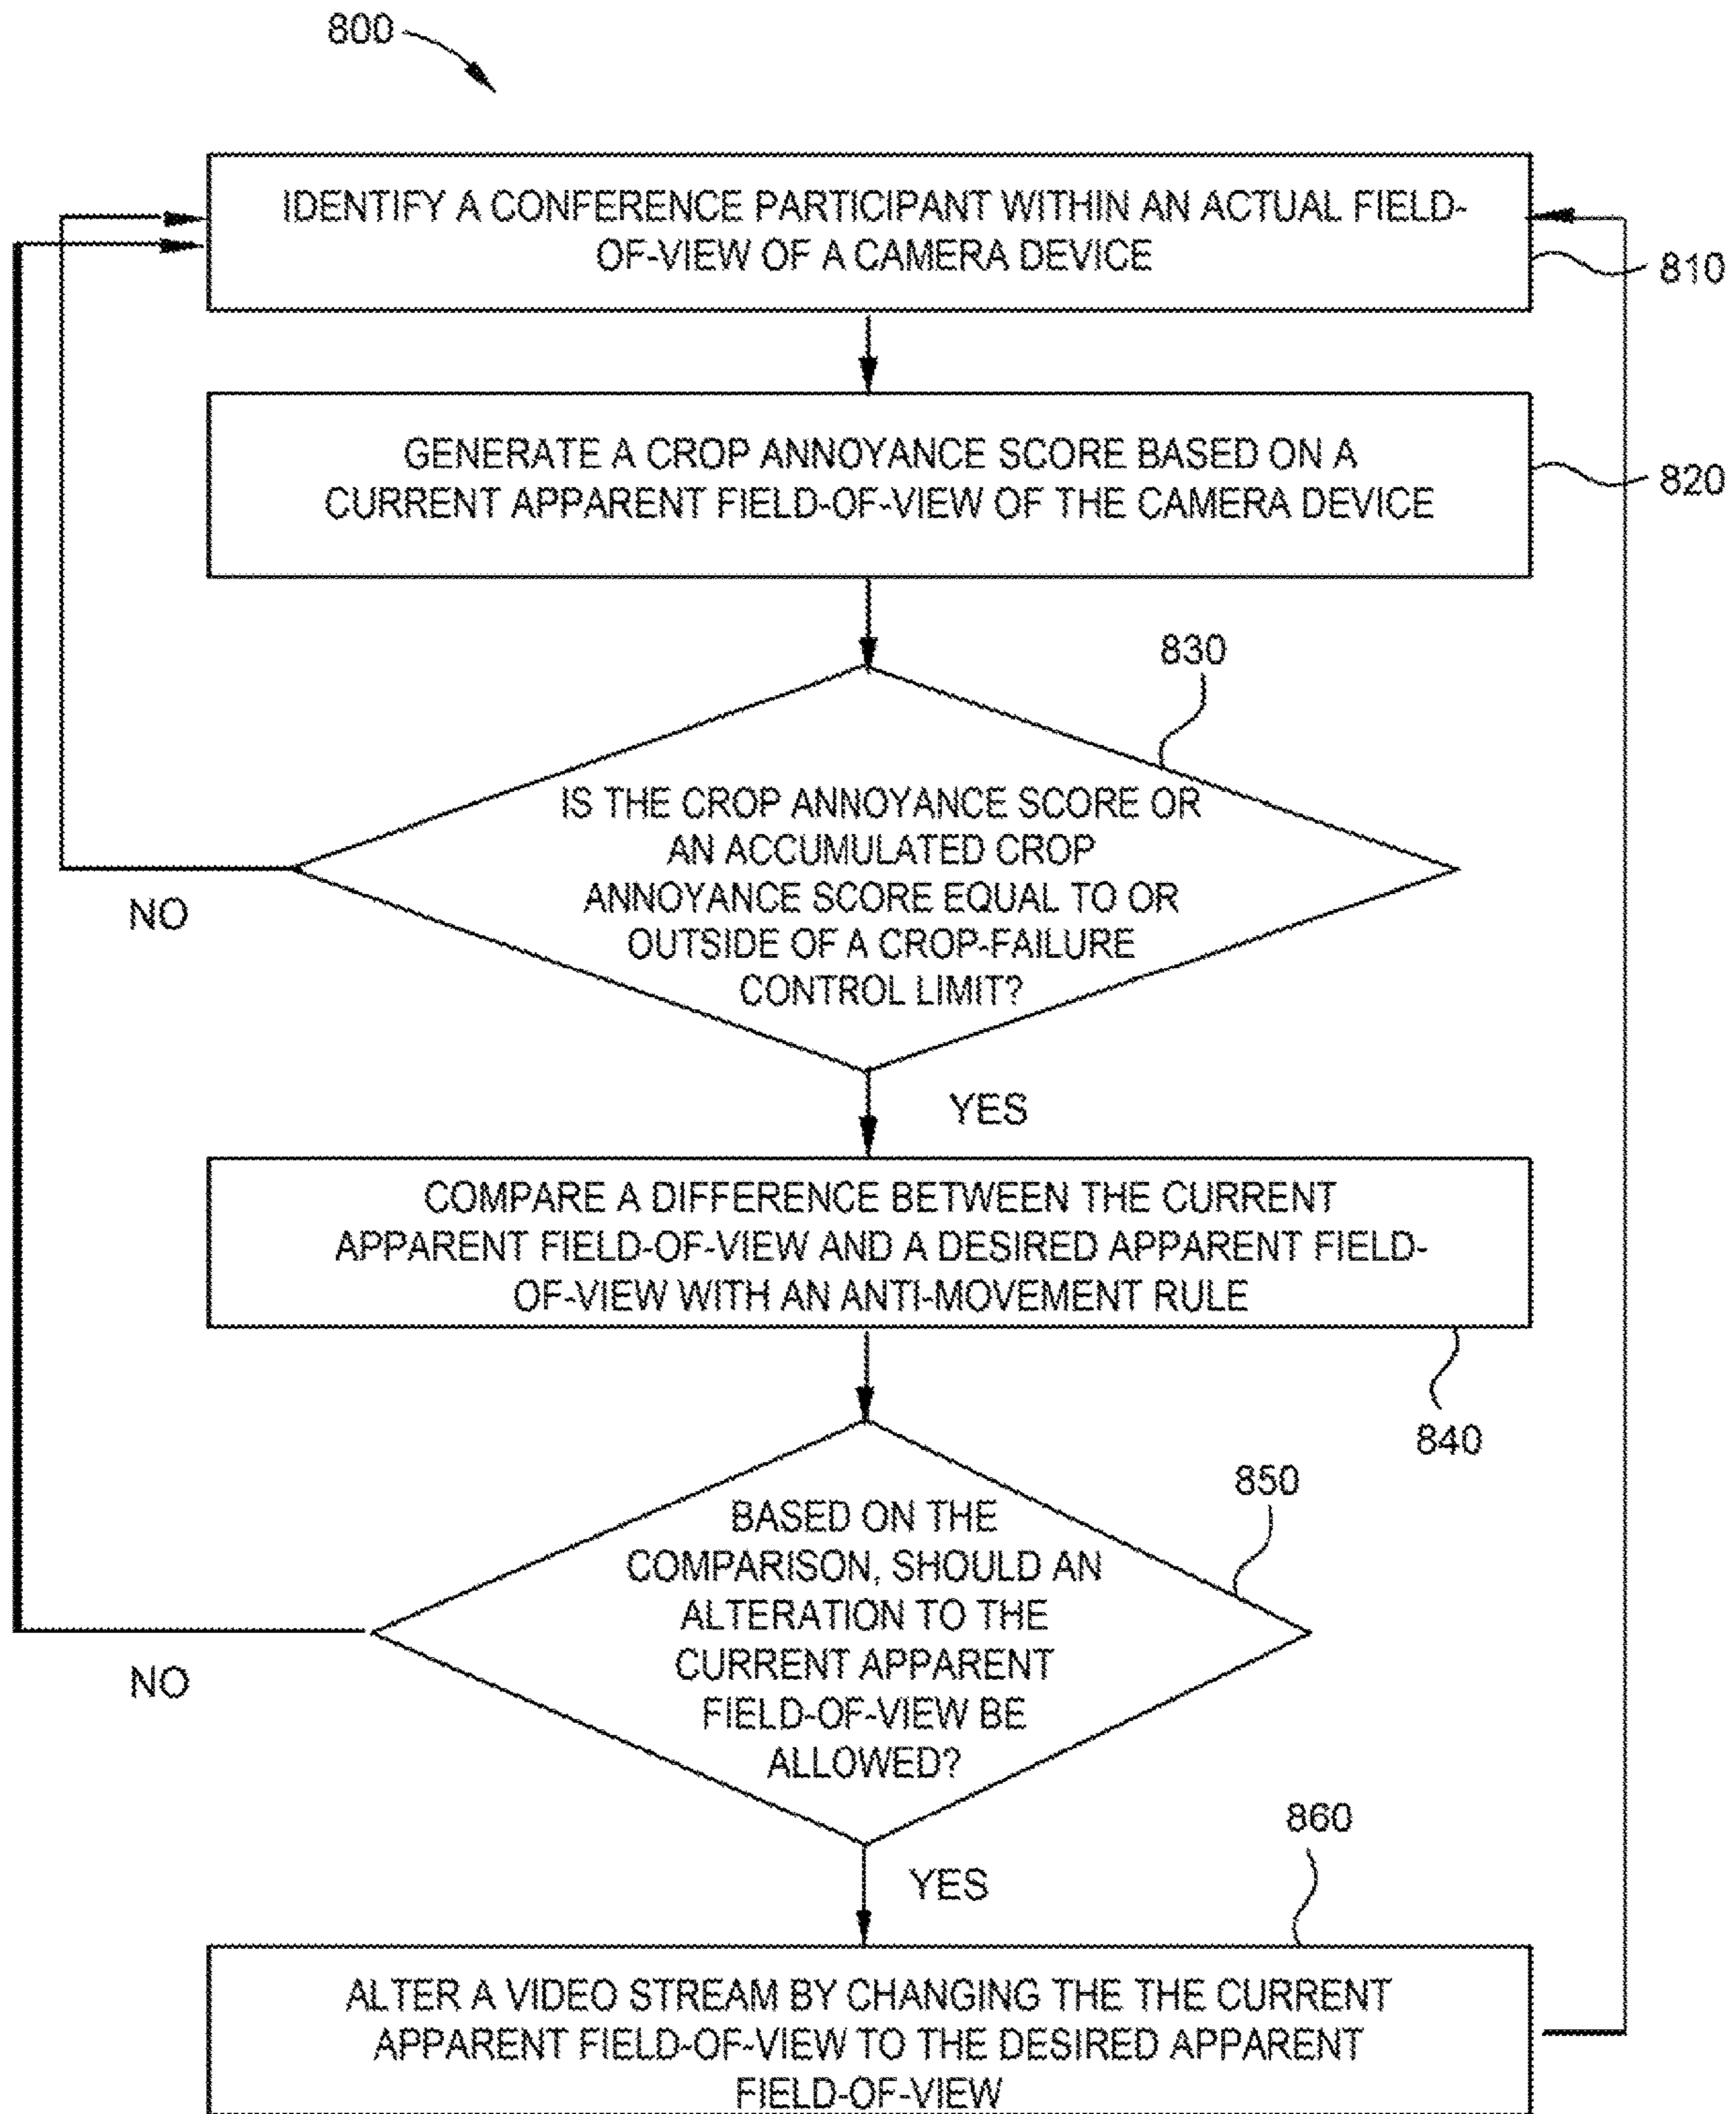 800
IDENTIFY A CONFERENCE PARTICIPANT WITHIN AN ACTUAL FIELD-
OF-VIEW OF A CAMERA DEVICE
810
GENERATE A CROP ANNOYANCE SCORE BASED ON A
CURRENT APPARENT FIELD-OF-VIEW OF THE CAMERA DEVICE
820
830
IS THE CROP ANNOYANCE SCORE OR
AN ACCUMULATED CROP
ANNOYANCE SCORE EQUAL TO OR
OUTSIDE OF A CROP-FAILURE
CONTROL LIMIT?
NO
YES
COMPARE A DIFFERENCE BETWEEN THE CURRENT
APPARENT FIELD-OF-VIEW AND A DESIRED APPARENT FIELD-
OF-VIEW WITH AN ANTI-MOVEMENT RULE
840
850
BASED ON THE
COMPARISON, SHOULD AN
ALTERATION TO THE
CURRENT APPARENT
FIELD-OF-VIEW BE
ALLOWED?
NO
YES
860
ALTER A VIDEO STREAM BY CHANGING THE THE CURRENT
APPARENT FIELD-OF-VIEW TO THE DESIRED APPARENT
FIELD-OF-VIEW